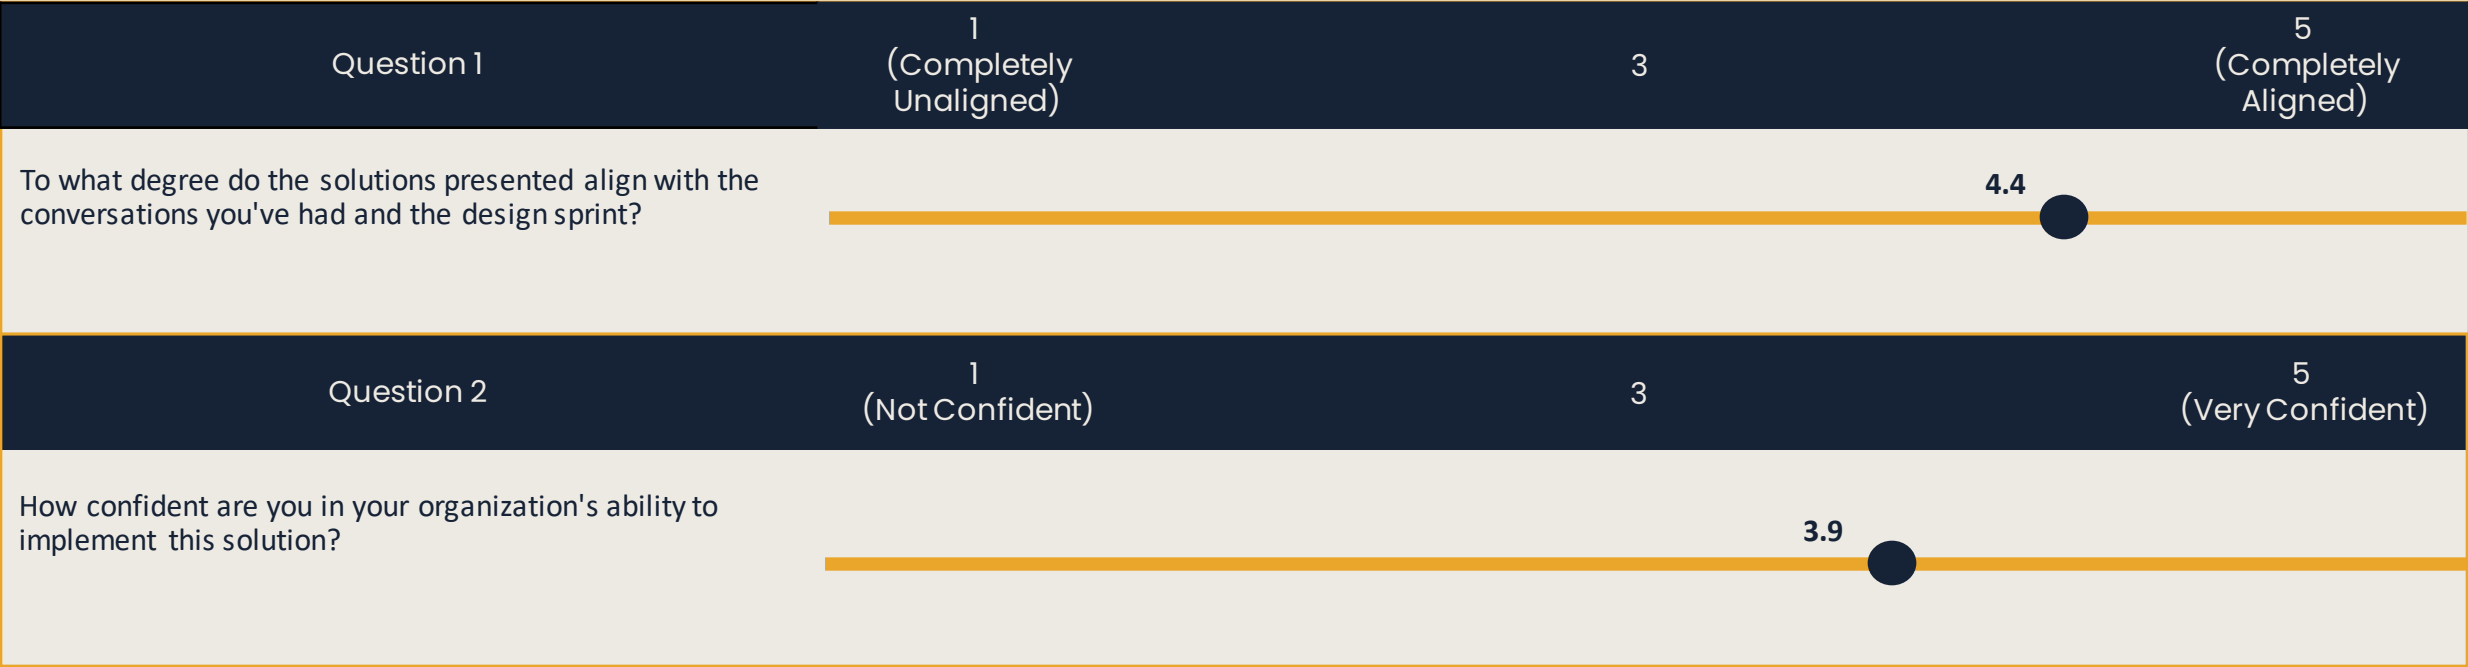 Question 1
1
(Completely
Unaligned)
3
5
(Completely
Aligned)
To what degree do the solutions presented align with the
conversations you've had and the design sprint?
4.4
Question 2
1
(Not Confident)
3
5
(Very Confident)
How confident are you in your organization's ability to
implement this solution?
3.9